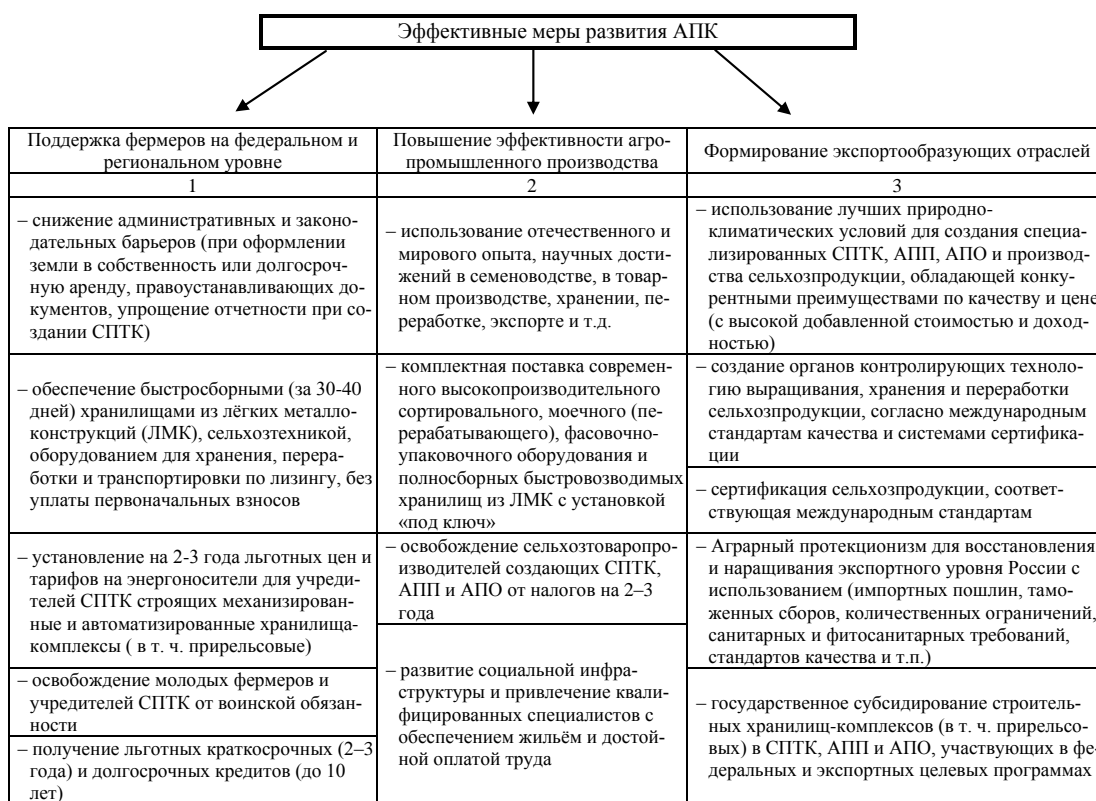 Эффективные меры развития АПК
Поддержка фермеров на федеральном и
региональном уровне
Повышение эффективности агро-
промышленного производства
Формирование экспортообразующих отраслей
1
2
3
– снижение административных и законо-
дательных барьеров (при оформлении
земли в собственность или долгосроч-
ную аренду, правоустанавливающих до-
кументов, упрощение отчетности при со-
здании СПТК)
– использование отечественного и
мирового опыта, научных дости-
жений в семеноводстве, в товар-
ном производстве, хранении, пе-
реработке, экспорте и т.д.
– использование лучших природно-
климатических условий для создания специа-
лизированных СПТК, АПП, АПО и производ-
ства сельхозпродукции, обладающей конку-
рентными преимуществами по качеству и цене
(с высокой добавленной стоимостью и доход-
ностью)
– обеспечение быстросборными (за 30-40
дней) хранилищами из лёгких металло-
конструкций (ЛМК), сельхозтехникой,
оборудованием для хранения, перера-
ботки и транспортировки по лизингу, без
уплаты первоначальных взносов
– комплектная поставка современ-
ного высокопроизводительного
сортировального, моечного (пе-
рерабатывающего), фасовочно-
упаковочного оборудования и
полносборных быстровозводимых
хранилищ из ЛМК с установкой
«под ключ»
– создание органов контролирующих техноло-
гию выращивания, хранения и переработки
сельхозпродукции, согласно международным
стандартам качества и системами сертифика-
ции
– сертификация сельхозпродукции, соответ-
ствующая международным стандартам
– установление на 2-3 года льготных цен и
тарифов на энергоносители для учреди-
телей СПТК строящих механизирован-
ные и автоматизированные хранилища-
комплексы ( в т. ч. прирельсовые)
– освобождение сельхозтоваропро-
изводителей создающих СПТК,
АПП и АПО от налогов на 2–3
года
– Аграрный протекционизм для восстановления
и наращивания экспортного уровня России с
использованием (импортных пошлин, тамо-
женных сборов, количественных ограничений,
санитарных и фитосанитарных требований,
стандартов качества и т.п.)
– освобождение молодых фермеров и
учредителей СПТК от воинской обязан-
ности
– развитие социальной инфра-
структуры и привлечение квали-
фицированных специалистов с
обеспечением жильём и достой-
ной оплатой труда
– государственное субсидирование строитель-
ных хранилищ-комплексов (в т. ч. прирельсо-
вых) в СПТК, АПП и АПО, участвующих в фе-
деральных и экспортных целевых программах
– получение льготных краткосрочных (2–3
года) и долгосрочных кредитов (до 10
лет)